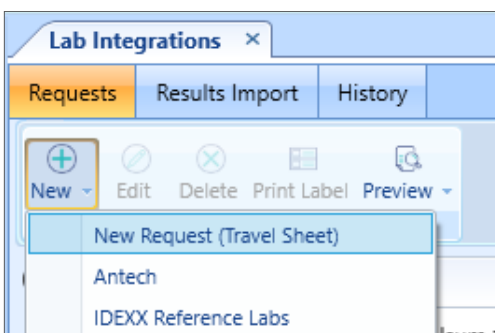 Lab Integrations ×
Requests Results Import History
New Edit Delete Print Label Preview
New Request (Travel Sheet)
Antech
IDEXX Reference Labs